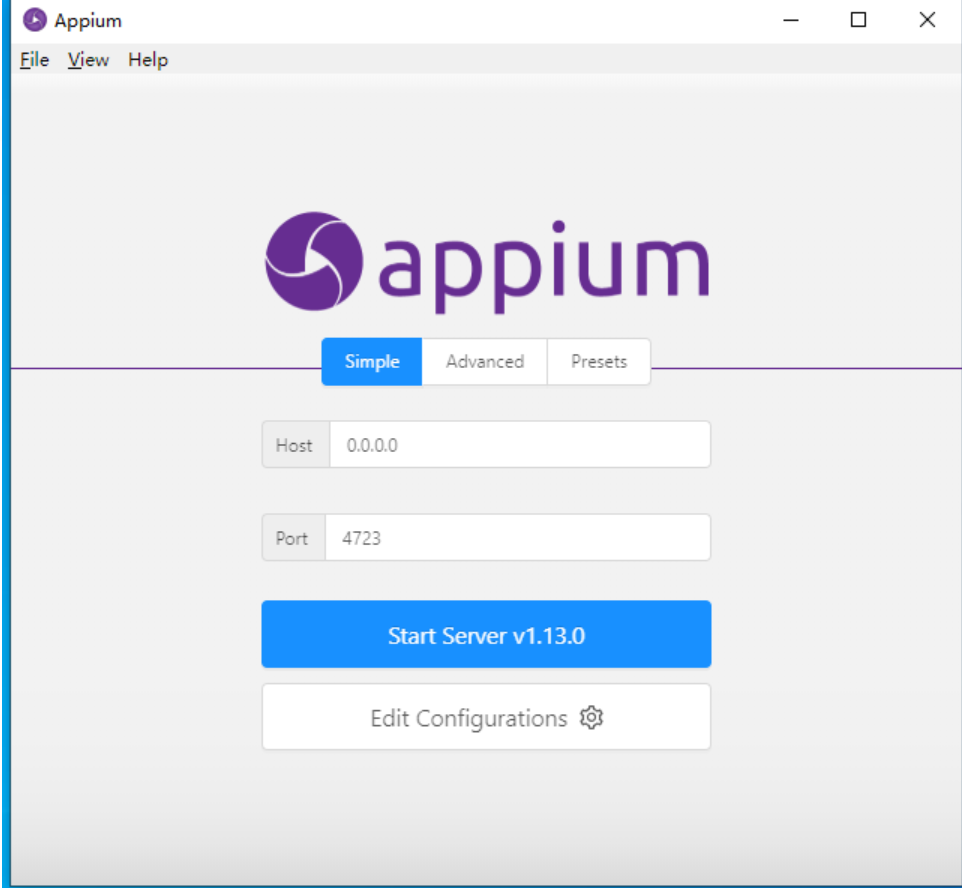 Appium
File View Help
appium
Simple Advanced Presets
Host 0.0.0.0
Port 4723
Start Server v1.13.0
Edit Configurations